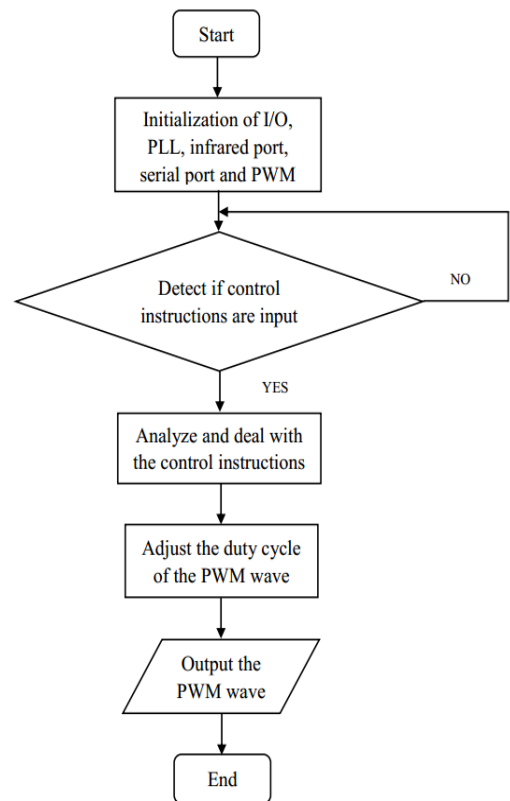 Start
Initialization of I/O,
PLL, infrared port,
serial port and PWM
Detect if control
instructions are input
NO
YES
Analyze and deal with
the control instructions
Adjust the duty cycle
of the PWM wave
Output the
PWM wave
End